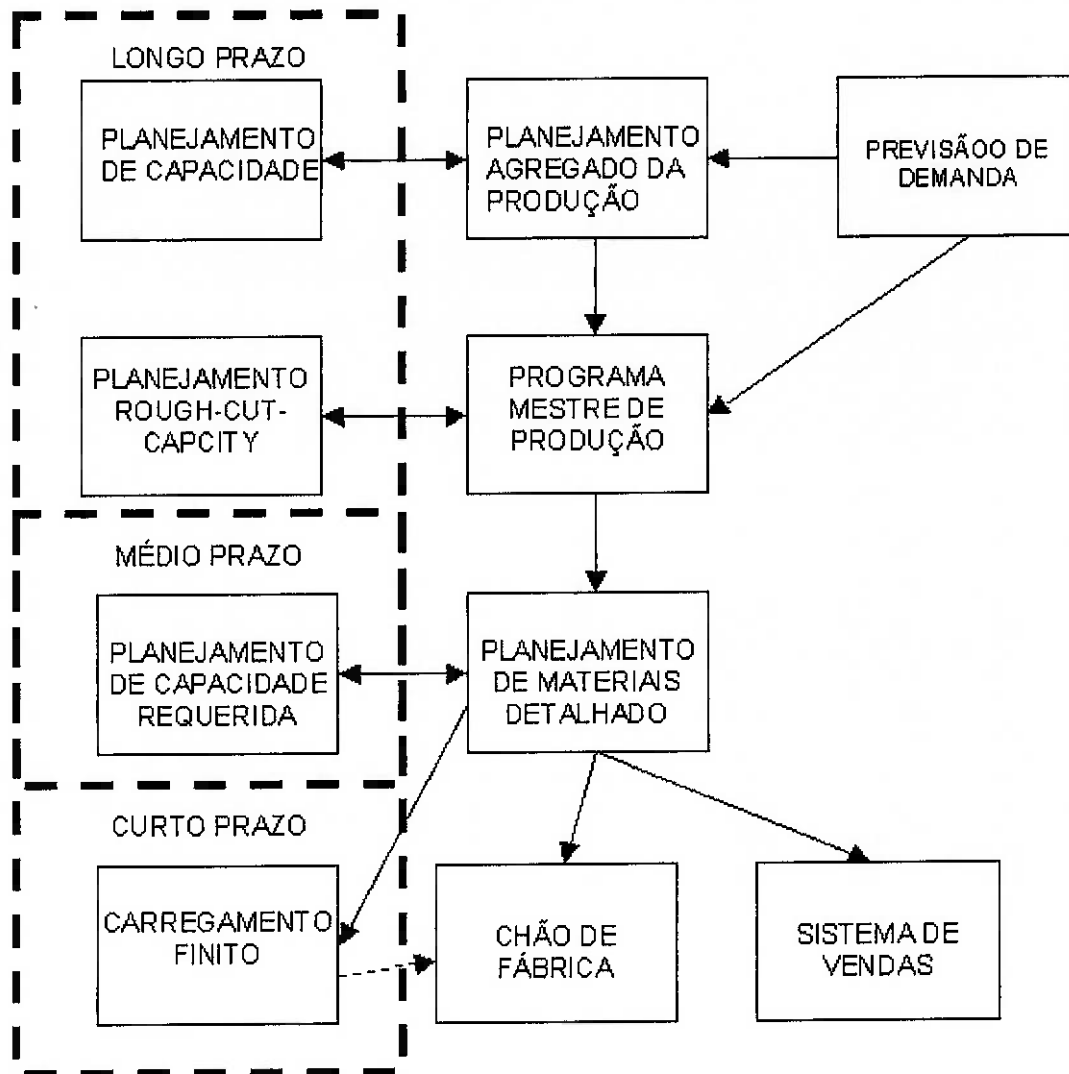 LONGO PRAZO
PLANEJAMENTO
DE CAPACIDADE
PLANEJAMENTO
AGREGADO DA
PRODUÇÃO
PREVISÃOO DE
DEMANDA
PLANEJAMENTO
ROUGH-CUT-
CAPCITY
PROGRAMA
MESTRE DE
PRODUÇÃO
MÉDIO PRAZO
PLANEJAMENTO
DE CAPACIDADE
REQUERIDA
PLANEJAMENTO
DE MATERIAIS
DETALHADO
CURTO PRAZO
CARREGAMENTO
FINITO
CHÃO DE
FÁBRICA
SISTEMA DE
VENDAS